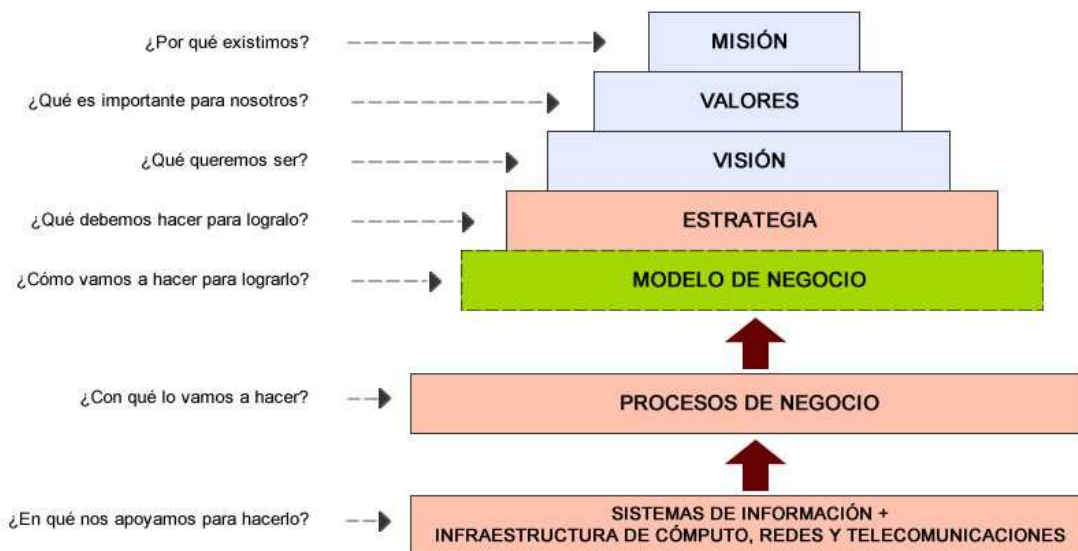 ¿Por qué existimos?
MISIÓN
¿Qué es importante para nosotros?
VALORES
¿Qué queremos ser?
VISIÓN
¿Qué debemos hacer para logralo?
ESTRATEGIA
¿Cómo vamos a hacer para lograrlo?
MODELO DE NEGOCIO
¿Con qué lo vamos a hacer?
PROCESOS DE NEGOCIO
¿En qué nos apoyamos para hacerlo?
SISTEMAS DE INFORMACIÓN +
INFRAESTRUCTURA DE CÓMPUTO, REDES Y TELECOMUNICACIONES